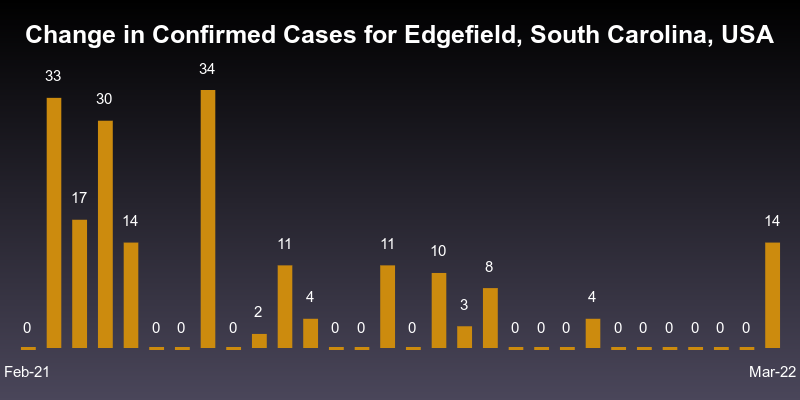 Change in Confirmed Cases for Edgefield, South Carolina, USA
0 33 17 30 14 0 0 34 0 2 11 4 0 0 11 0 10 3 8 0 0 0 4 0 0 0 0 0 0 14
Feb-21 Mar-22